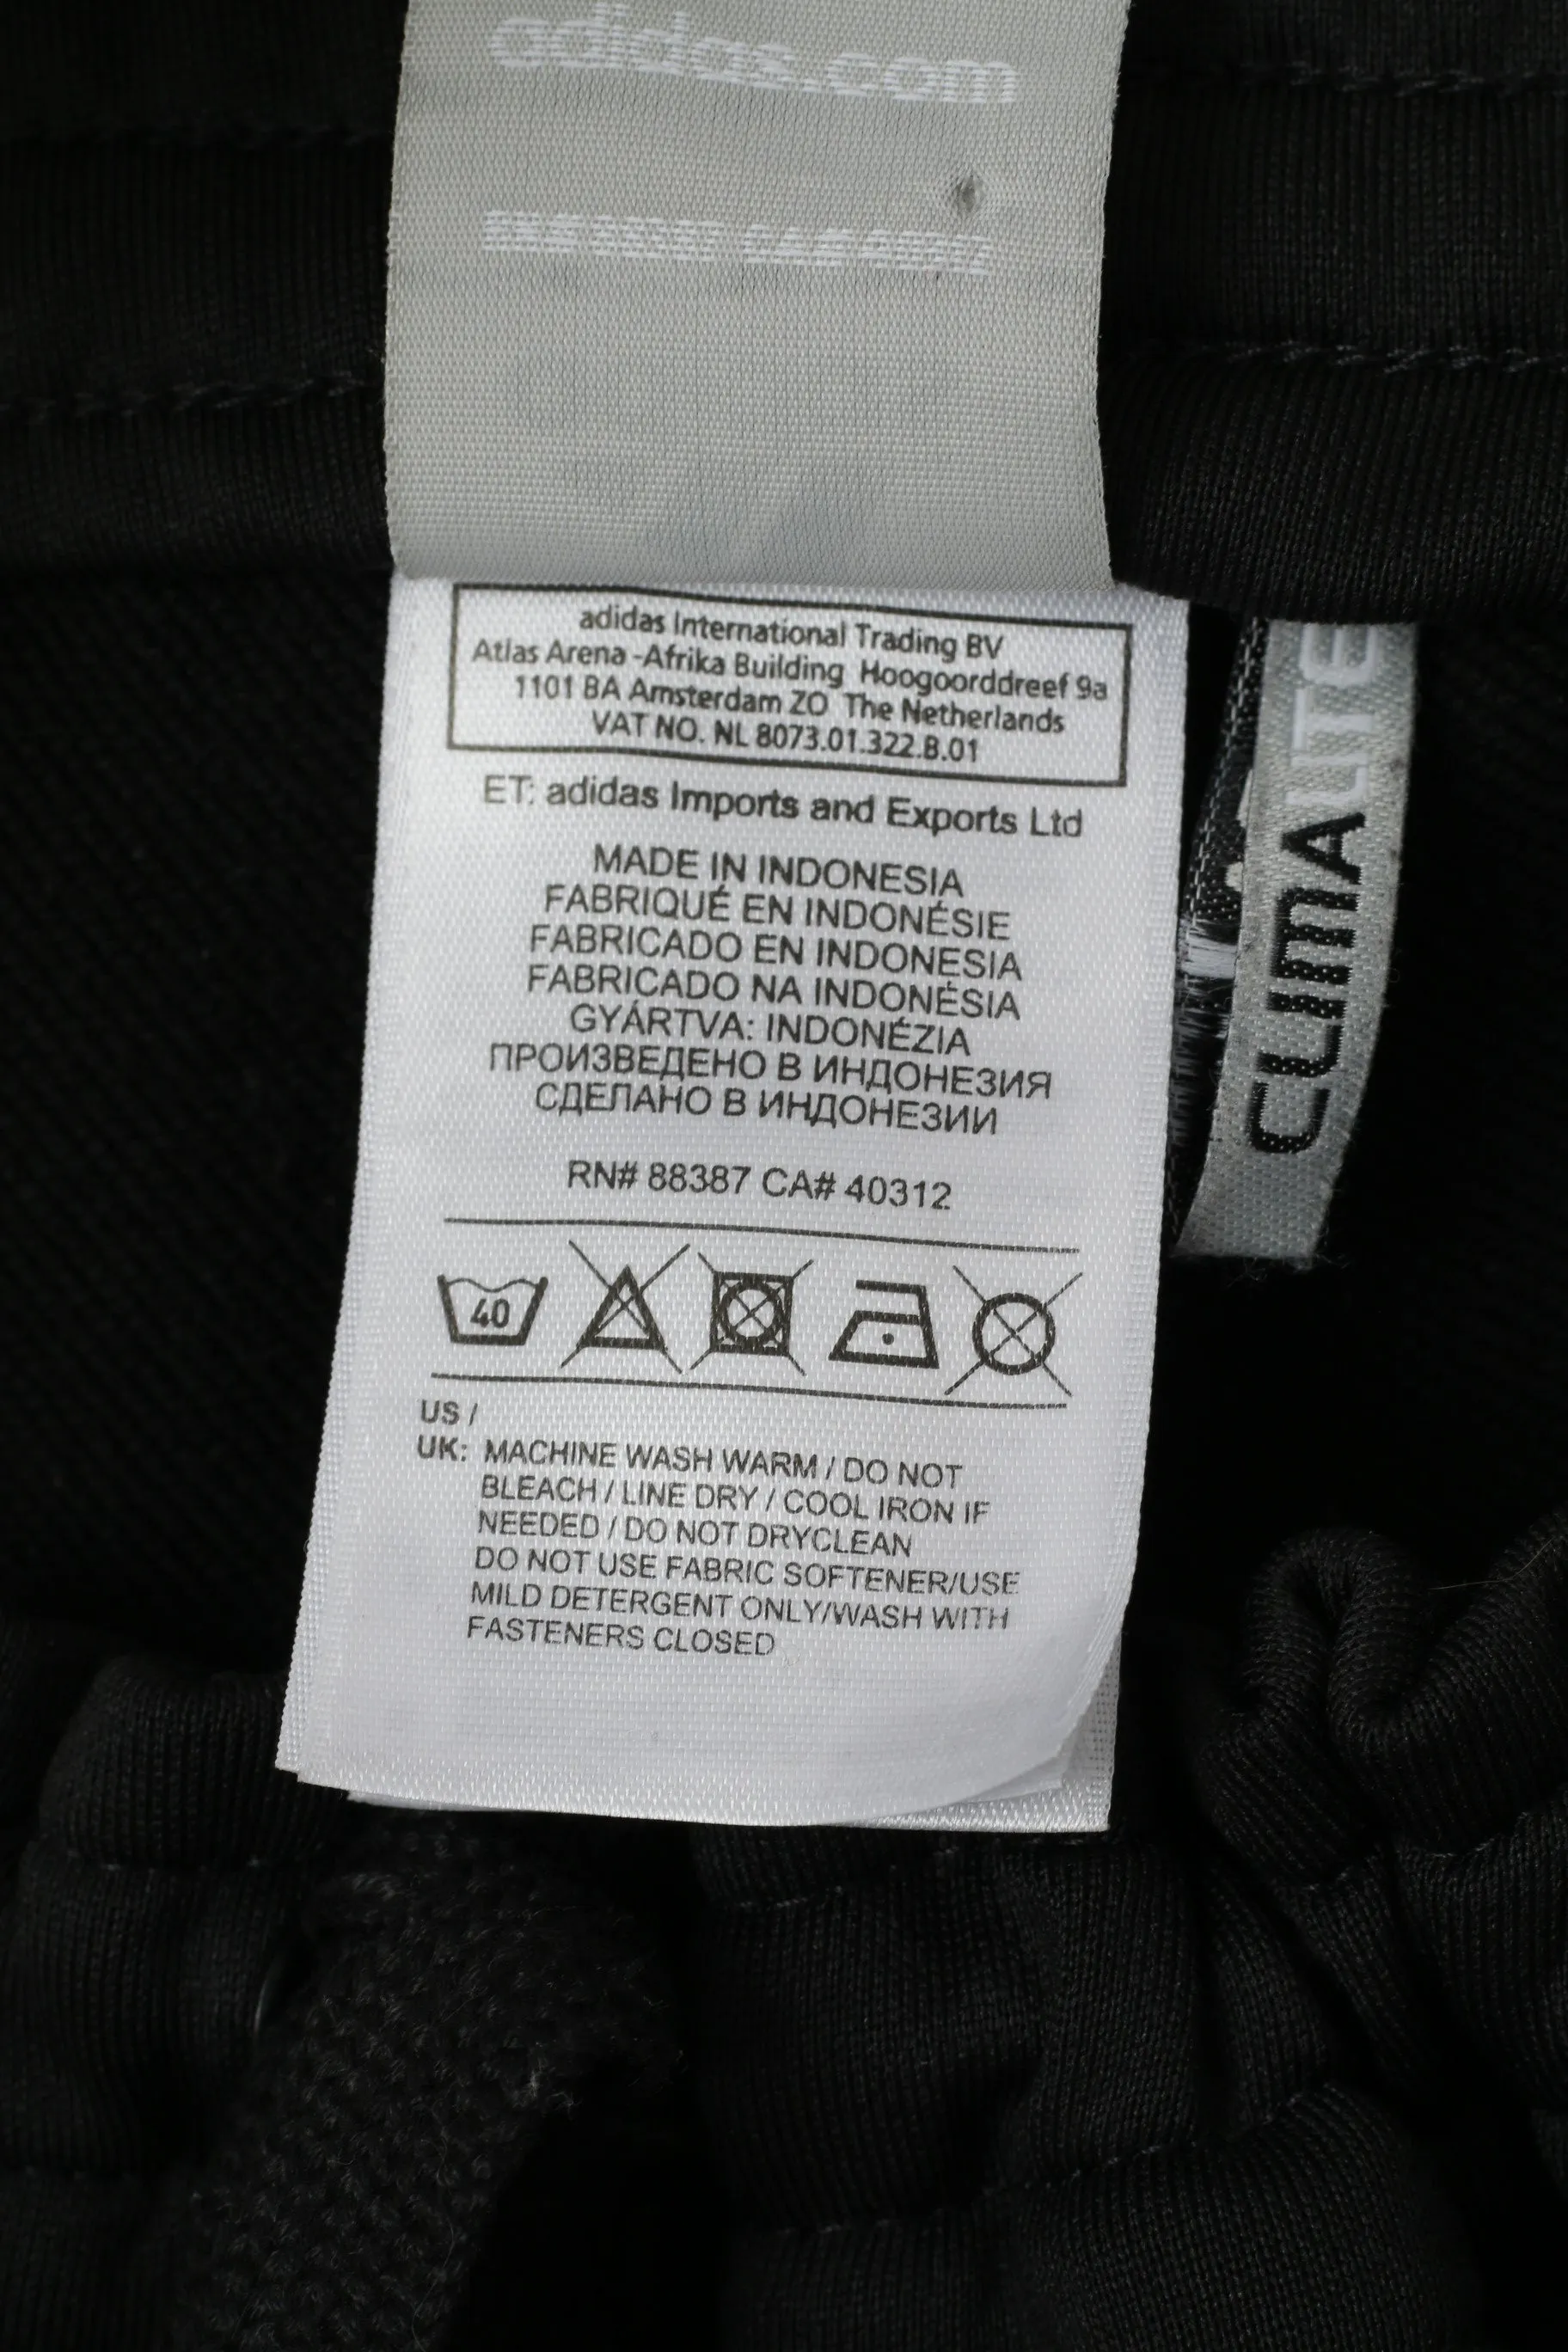 adidas.com
RN# 88387 CA# 40312
adidas International Trading BV
Atlas Arena -Afrika Building Hoogoorddreef 9a
1101 BA Amsterdam ZO The Netherlands
VAT NO. NL 8073.01.322.B.01
ET: adidas Imports and Exports Ltd
MADE IN INDONESIA
FABRIQUÉ EN INDONÉSIE
FABRICADO EN INDONESIA
FABRICADO NA INDONÉSIA
GYÁRTVA: INDONÉZIA
ПРОИЗВЕДЕНО В ИНДОНЕЗИЯ
СДЕЛАНО В ИНДОНЕЗИИ
RN# 88387 CA# 40312
40
US /
UK: MACHINE WASH WARM / DO NOT
BLEACH / LINE DRY / COOL IRON IF
NEEDED / DO NOT DRYCLEAN
DO NOT USE FABRIC SOFTENER/USE
MILD DETERGENT ONLY/WASH WITH
FASTENERS CLOSED
CLIMALITE